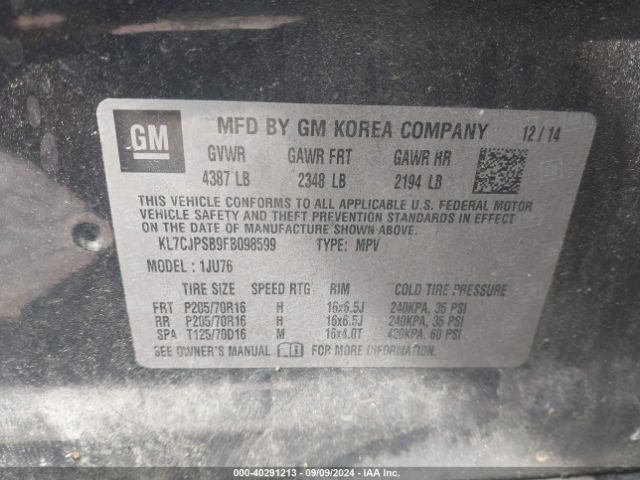 GM MFD BY GM KOREA COMPANY 12/14
GVWR GAWR FRT GAWR RR
4387 LB 2348 LB 2194 LB
THIS VEHICLE CONFORMS TO ALL APPLICABLE U.S. FEDERAL MOTOR
VEHICLE SAFETY AND THEFT PREVENTION STANDARDS IN EFFECT ON
THE DATE OF MANUFACTURE SHOWN ABOVE.
KL7CJPSB9FB098599 TYPE: MPV
MODEL: 1JU76
TIRE SIZE SPEED RTG RIM COLD TIRE PRESSURE
FRT P205/70R16 H 16x6.5J 240KPA, 35 PSI
RR P205/70R16 H 16x6.5J 240KPA, 35 PSI
SPA T125/70D16 M 16x4.0T 420KPA, 60 PSI
SEE OWNER'S MANUAL FOR MORE INFORMATION.
000-40291213 - 09/09/2024 - IAA Inc.